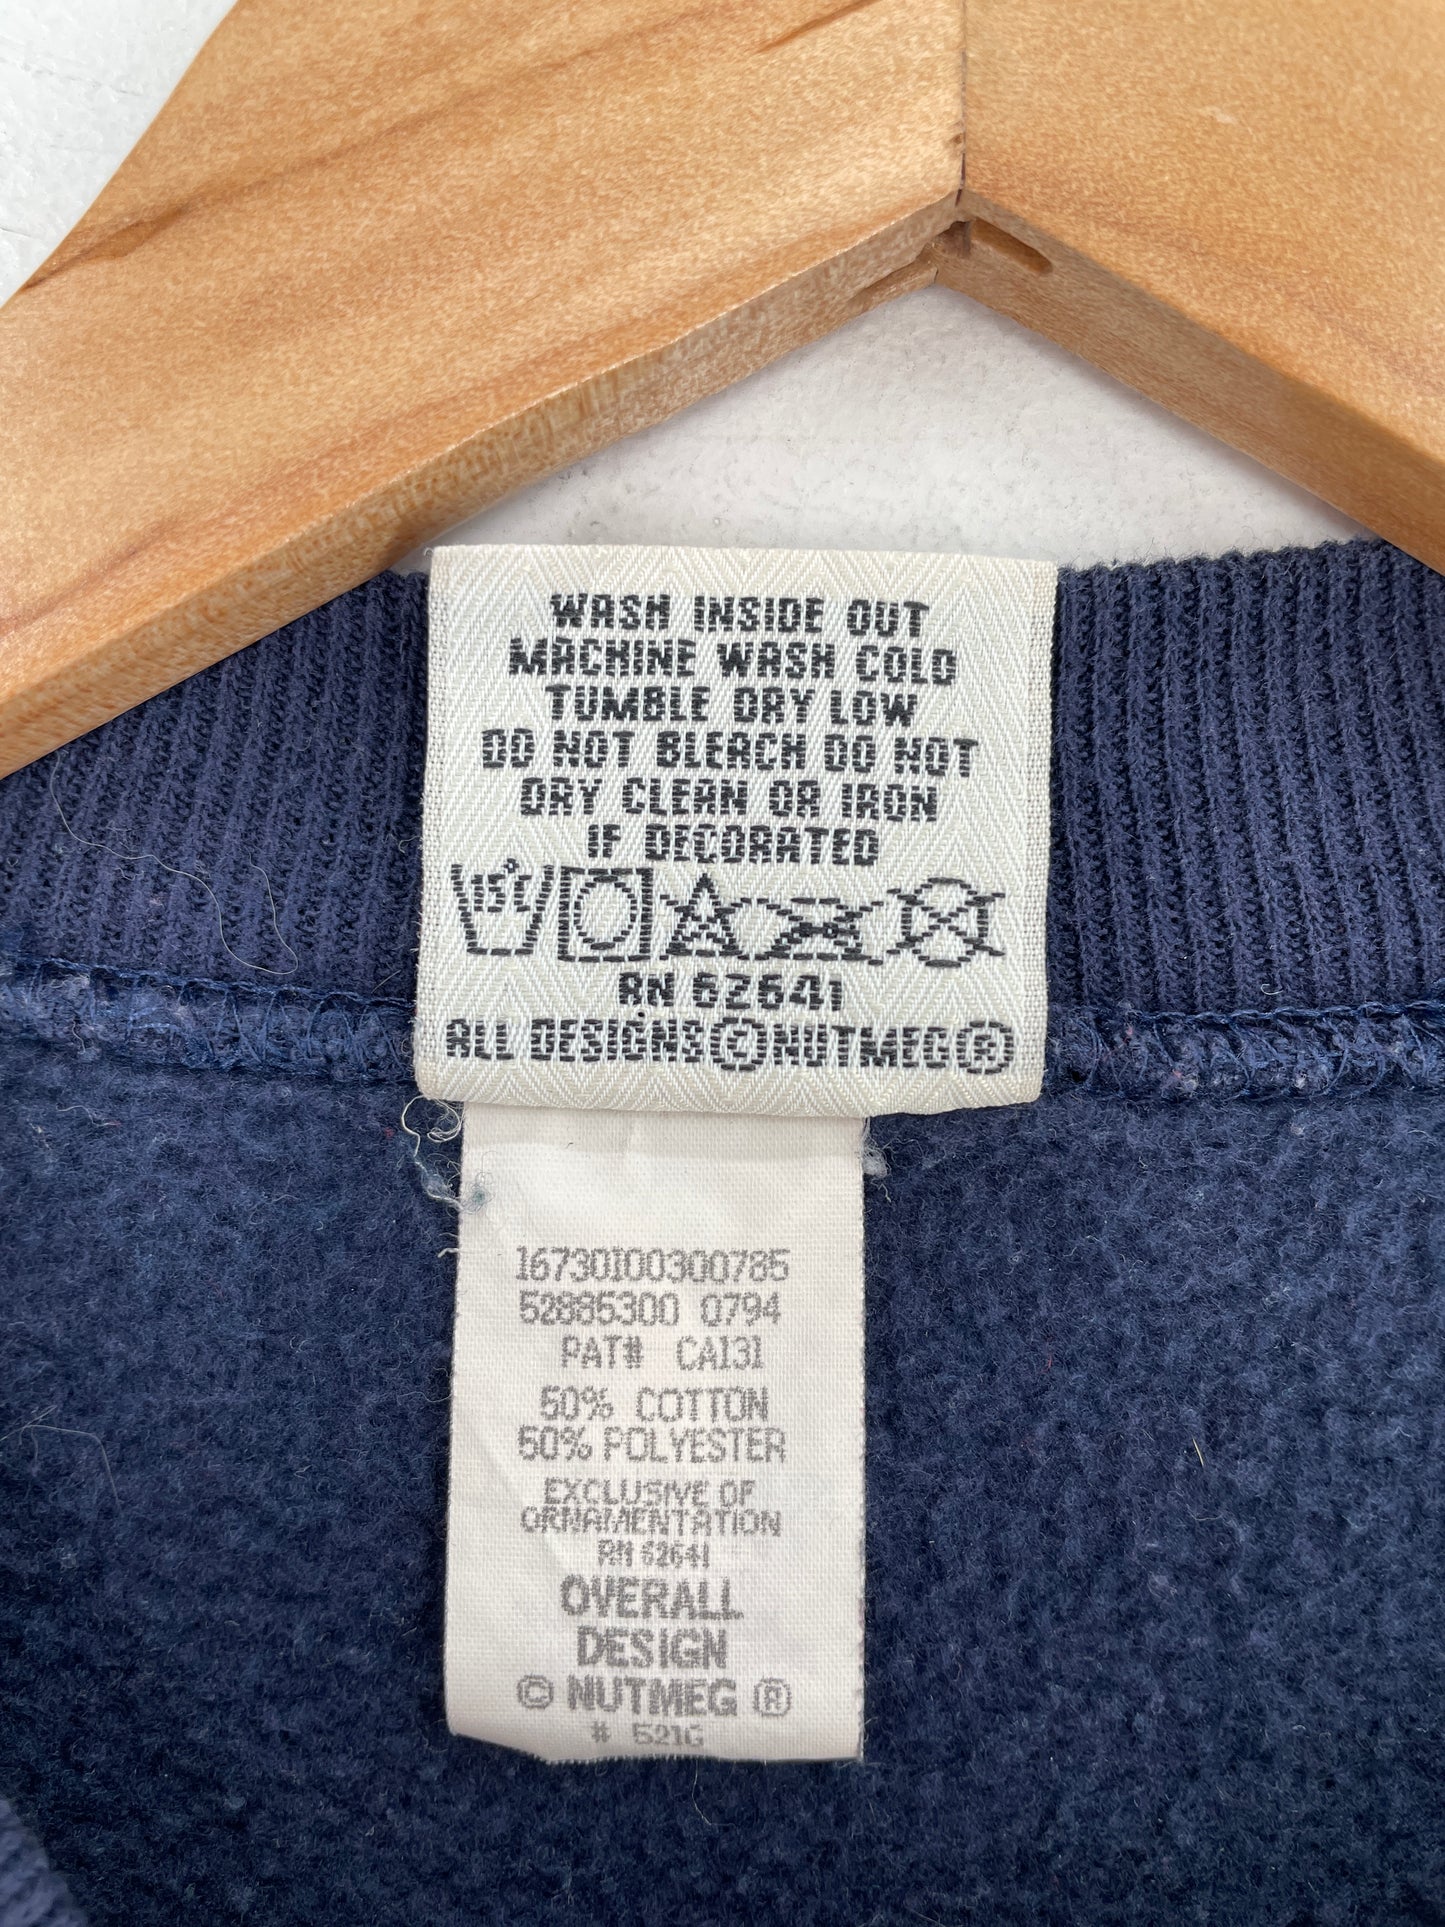 WASH INSIDE OUT
MACHINE WASH COLD
TUMBLE DRY LOW
DO NOT BLEACH DO NOT
DRY CLEAN OR IRON
IF DECORATED
15°C
RN 62641
ALL DESIGNS © NUTMEG ®
16730100300785
52885300 0794
PAT# CA131
50% COTTON
50% POLYESTER
EXCLUSIVE OF
ORNAMENTATION
RN 62641
OVERALL
DESIGN
© NUTMEG ®
# 521G